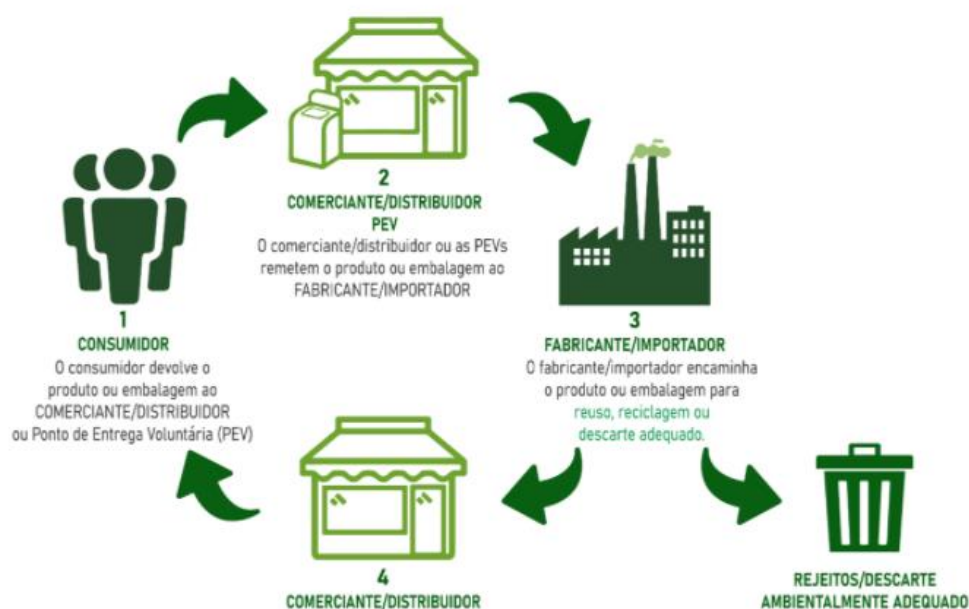 2
COMERCIANTE/DISTRIBUIDOR
PEV
O comerciante/distribuidor ou as PEVs
remetem o produto ou embalagem ao
FABRICANTE/IMPORTADOR
1
CONSUMIDOR
O consumidor devolve o
produto ou embalagem ao
COMERCIANTE/DISTRIBUIDOR
ou Ponto de Entrega Voluntária (PEV)
3
FABRICANTE/IMPORTADOR
O fabricante/importador encaminha
o produto ou embalagem para
reuso, reciclagem ou
descarte adequado.
4
COMERCIANTE/DISTRIBUIDOR
REJEITOS/DESCARTE
AMBIENTALMENTE ADEQUADO